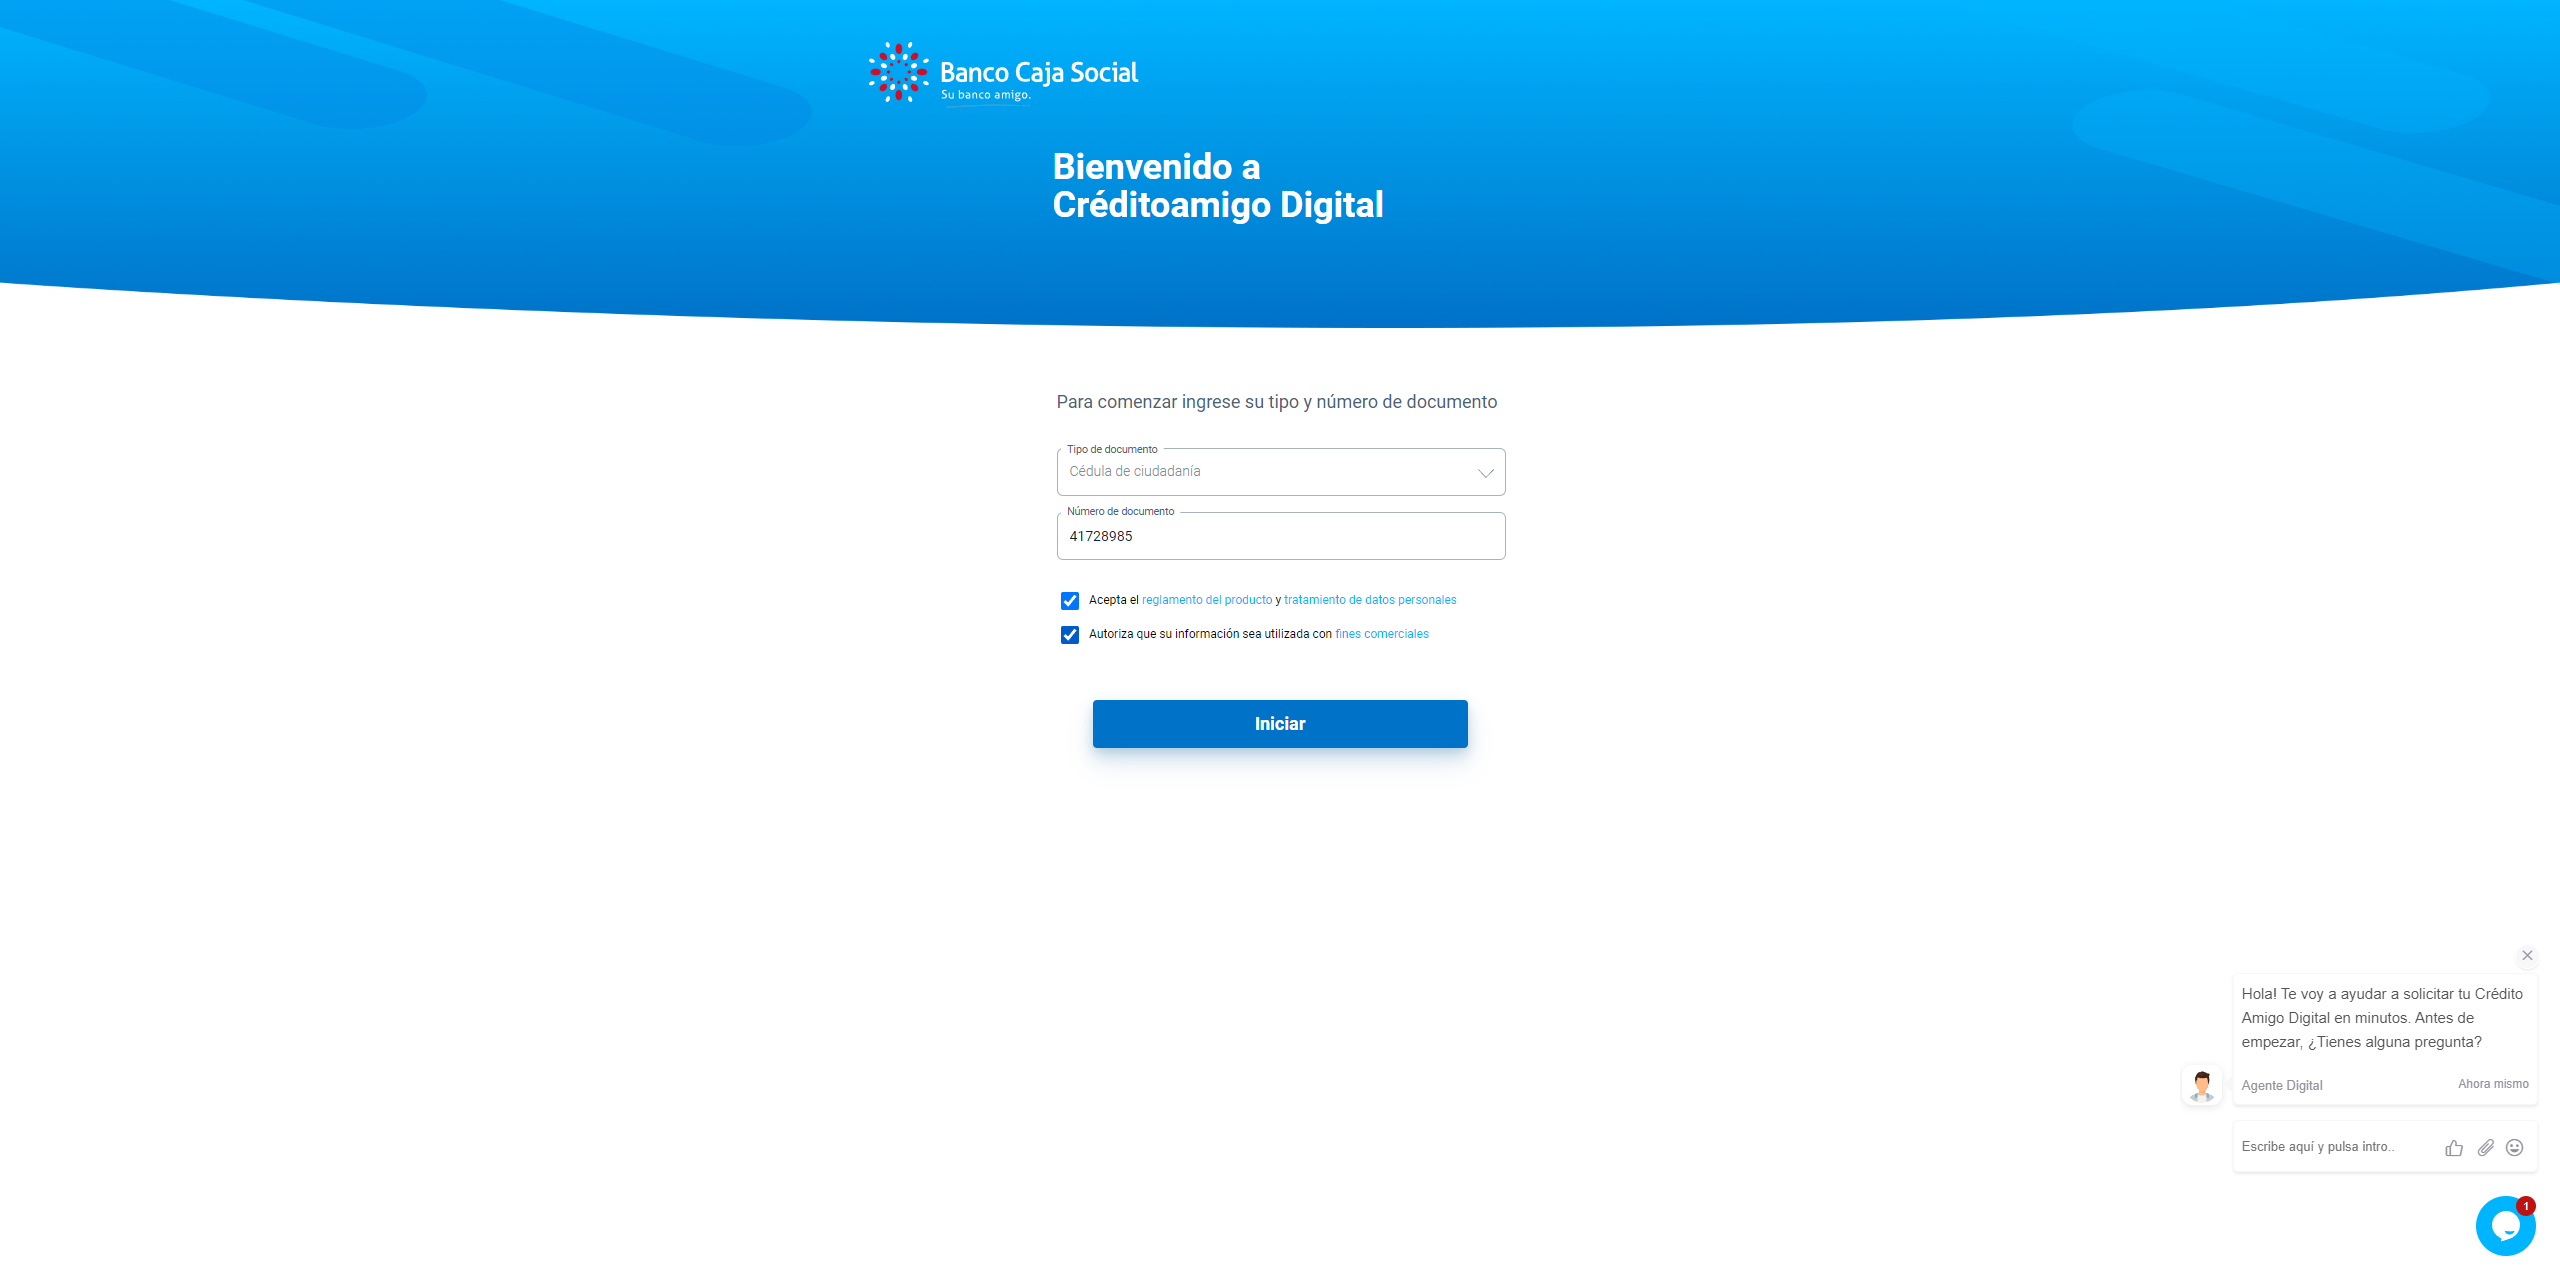 Banco Caja Social
Su banco amigo.
Bienvenido a
Créditoamigo Digital
Para comenzar ingrese su tipo y número de documento
Tipo de documento
Cédula de ciudadanía
Número de documento
41728985
Acepta el reglamento del producto y tratamiento de datos personales
Autoriza que su información sea utilizada con fines comerciales
Iniciar
Hola! Te voy a ayudar a solicitar tu Crédito
Amigo Digital en minutos. Antes de
empezar, ¿Tienes alguna pregunta?
Agente Digital
Ahora mismo
Escribe aquí y pulsa intro..
1